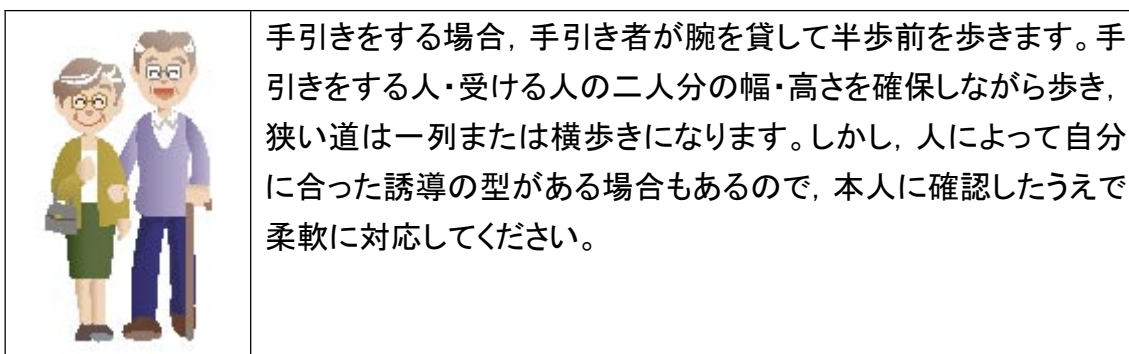 手引きをする場合，手引き者が腕を貸して半歩前を歩きます。手
引きをする人・受ける人の二人分の幅・高さを確保しながら歩き，
狭い道は一列または横歩きになります。しかし，人によって自分
に合った誘導の型がある場合もあるので，本人に確認したうえで
柔軟に対応してください。